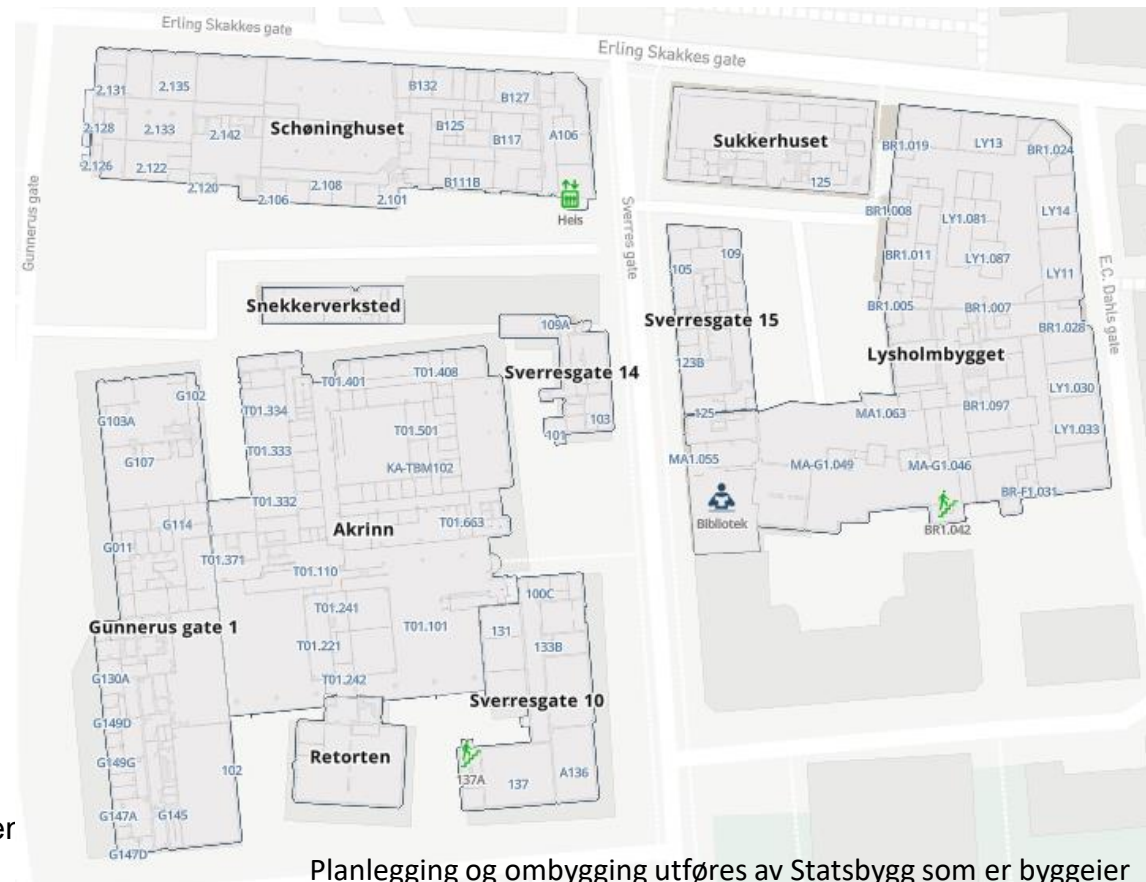 Erling Skakkes gate
Erling Skakkes gate
Gunnerus gate
Sverres gate
E.C. Dahls gate
2.131
2.135
B132
B127
2.128
2.133
2.142
Schøninghuset
B125
B117
A106
2.126
2.122
2.120
2.106
2.108
2.101
B111B
Heis
Sukkerhuset
125
BR1.019
LY13
BR1.024
BR1.008
LY1.081
LY14
BR1.011
LY1.087
LY11
BR1.005
BR1.007
BR1.028
Lysholmbygget
LY1.030
MA1.063
BR1.097
LY1.033
MA-G1.049
MA-G1.046
BR-F1.031
BR1.042
105
109
Sverresgate 15
123B
125
MA1.055
Bibliotek
Snekkerverksted
109A
Sverresgate 14
103
101
G102
G103A
G107
G114
G011
T01.334
T01.333
T01.332
T01.401
T01.408
T01.501
KA-TBM102
Akrinn
T01.663
T01.371
T01.110
T01.241
T01.101
T01.221
T01.242
Gunnerus gate 1
G130A
G149D
G149G
G147A
G145
G147D
102
Retorten
100C
131
133B
Sverresgate 10
137A
137
A136
er
Planlegging og ombygging utføres av Statsbygg som er byggeier